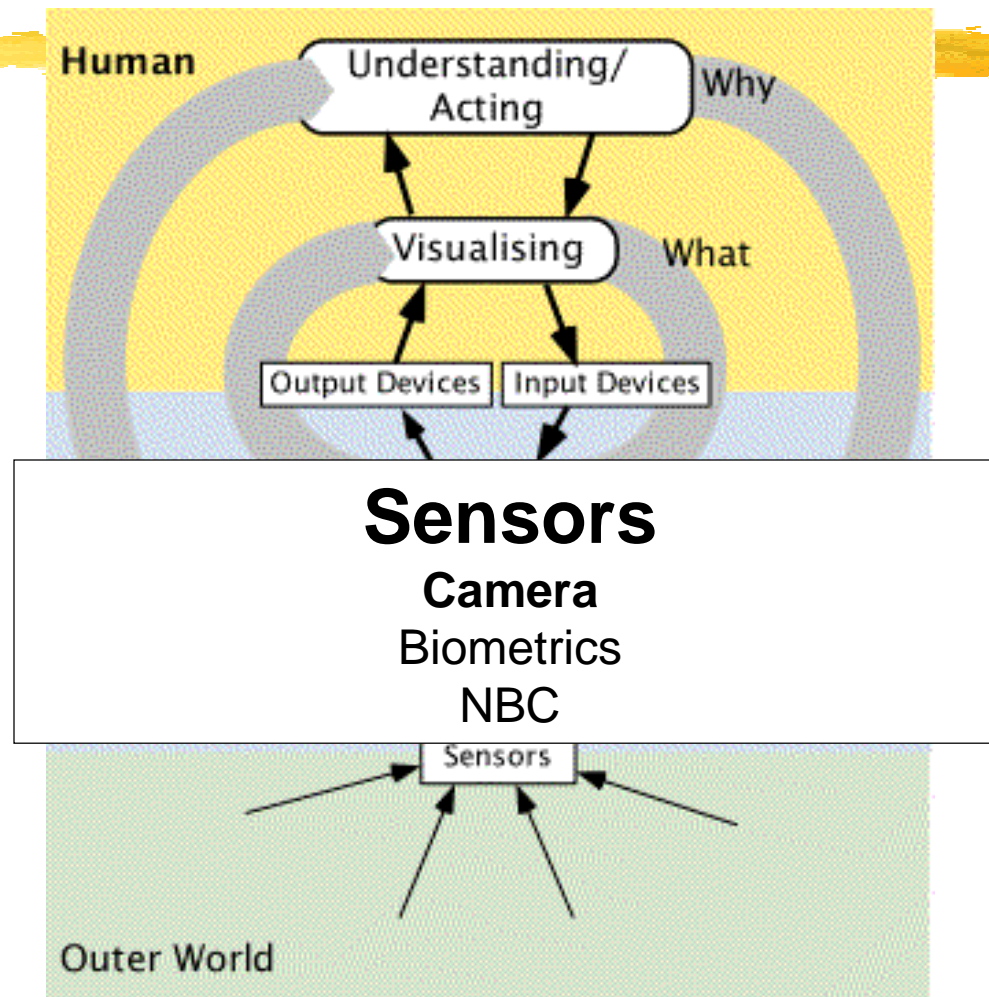 Human
Understanding/
Acting
Why
Visualising
What
Output Devices
Input Devices
Sensors
Camera
Biometrics
NBC
Sensors
Outer World